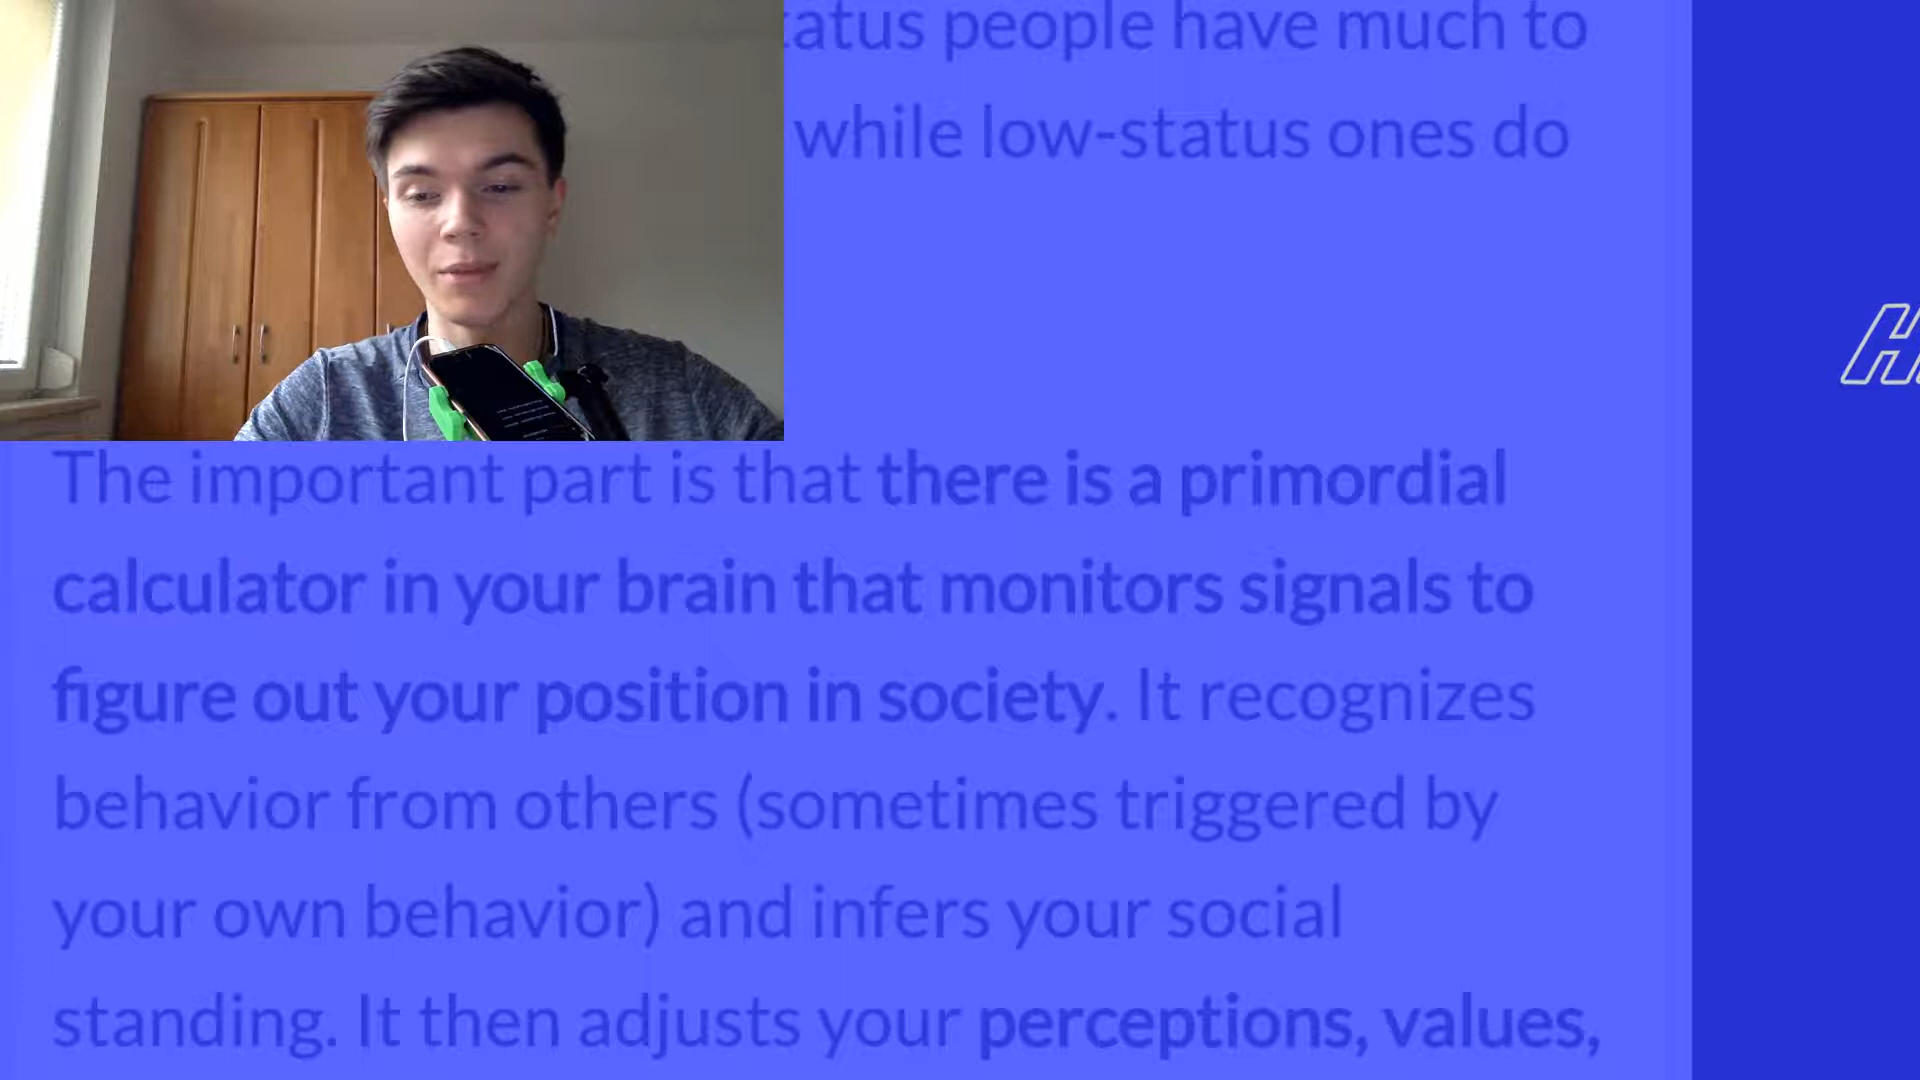 people have much to
while low-status ones do
The important part is that there is a primordial
calculator in your brain that monitors signals to
figure out your position in society. It recognizes
behavior from others (sometimes triggered by
your own behavior) and infers your social
standing. It then adjusts your perceptions, values,